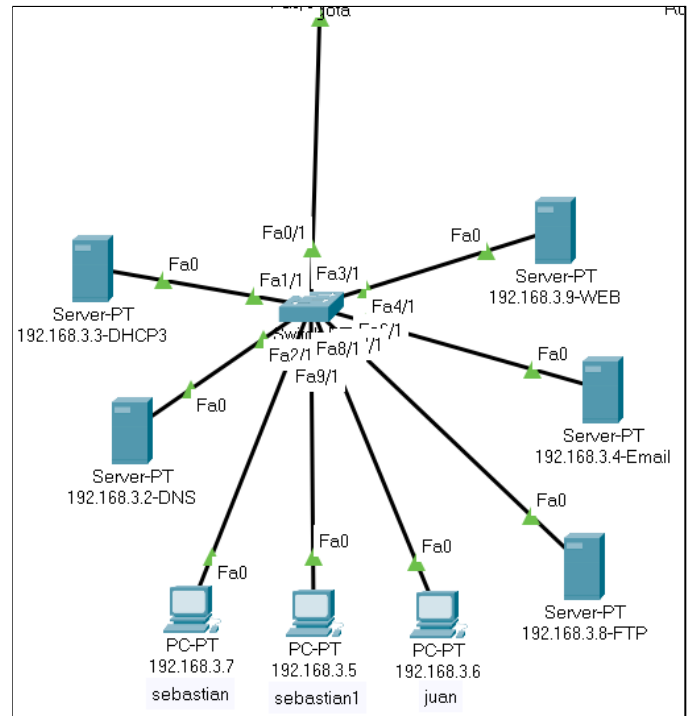 Fa0/1
Fa0
Fa3/1
Fa0
Fa1/1
Fa4/1
Server-PT
192.168.3.9-WEB
Server-PT
192.168.3.3-DHCP3
Fa2/1
Fa8/1
Fa9/1
Fa0
Fa0
Server-PT
192.168.3.4-Email
Server-PT
192.168.3.2-DNS
Fa0
Fa0
Fa0
Fa0
Server-PT
192.168.3.8-FTP
PC-PT
192.168.3.7
sebastian
PC-PT
192.168.3.5
sebastian1
PC-PT
192.168.3.6
juan